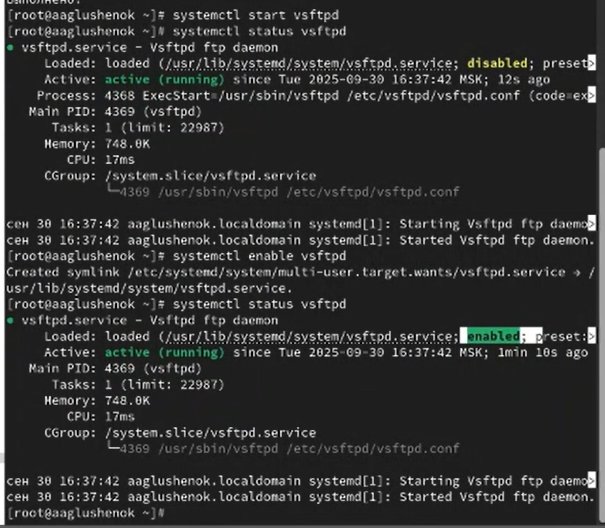 [root@aaglushenok ~]# systemctl start vsftpd
[root@aaglushenok ~]# systemctl status vsftpd
● vsftpd.service - Vsftpd ftp daemon
Loaded: loaded (/usr/lib/systemd/system/vsftpd.service; disabled; preset>
Active: active (running) since Tue 2025-09-30 16:37:42 MSK; 12s ago
Process: 4368 ExecStart=/usr/sbin/vsftpd /etc/vsftpd/vsftpd.conf (code=ex>
Main PID: 4369 (vsftpd)
Tasks: 1 (limit: 22987)
Memory: 748.0K
CPU: 17ms
CGroup: /system.slice/vsftpd.service
└─4369 /usr/sbin/vsftpd /etc/vsftpd/vsftpd.conf
сен 30 16:37:42 aaglushenok.localdomain systemd[1]: Starting Vsftpd ftp daemo>
сен 30 16:37:42 aaglushenok.localdomain systemd[1]: Started Vsftpd ftp daemon.
[root@aaglushenok ~]# systemctl enable vsftpd
Created symlink /etc/systemd/system/multi-user.target.wants/vsftpd.service → /
usr/lib/systemd/system/vsftpd.service.
[root@aaglushenok ~]# systemctl status vsftpd
● vsftpd.service - Vsftpd ftp daemon
Loaded: loaded (/usr/lib/systemd/system/vsftpd.service; enabled; preset:>
Active: active (running) since Tue 2025-09-30 16:37:42 MSK; 1min 10s ago
Main PID: 4369 (vsftpd)
Tasks: 1 (limit: 22987)
Memory: 748.0K
CPU: 17ms
CGroup: /system.slice/vsftpd.service
└─4369 /usr/sbin/vsftpd /etc/vsftpd/vsftpd.conf
сен 30 16:37:42 aaglushenok.localdomain systemd[1]: Starting Vsftpd ftp daemo>
сен 30 16:37:42 aaglushenok.localdomain systemd[1]: Started Vsftpd ftp daemon.
[root@aaglushenok ~]#